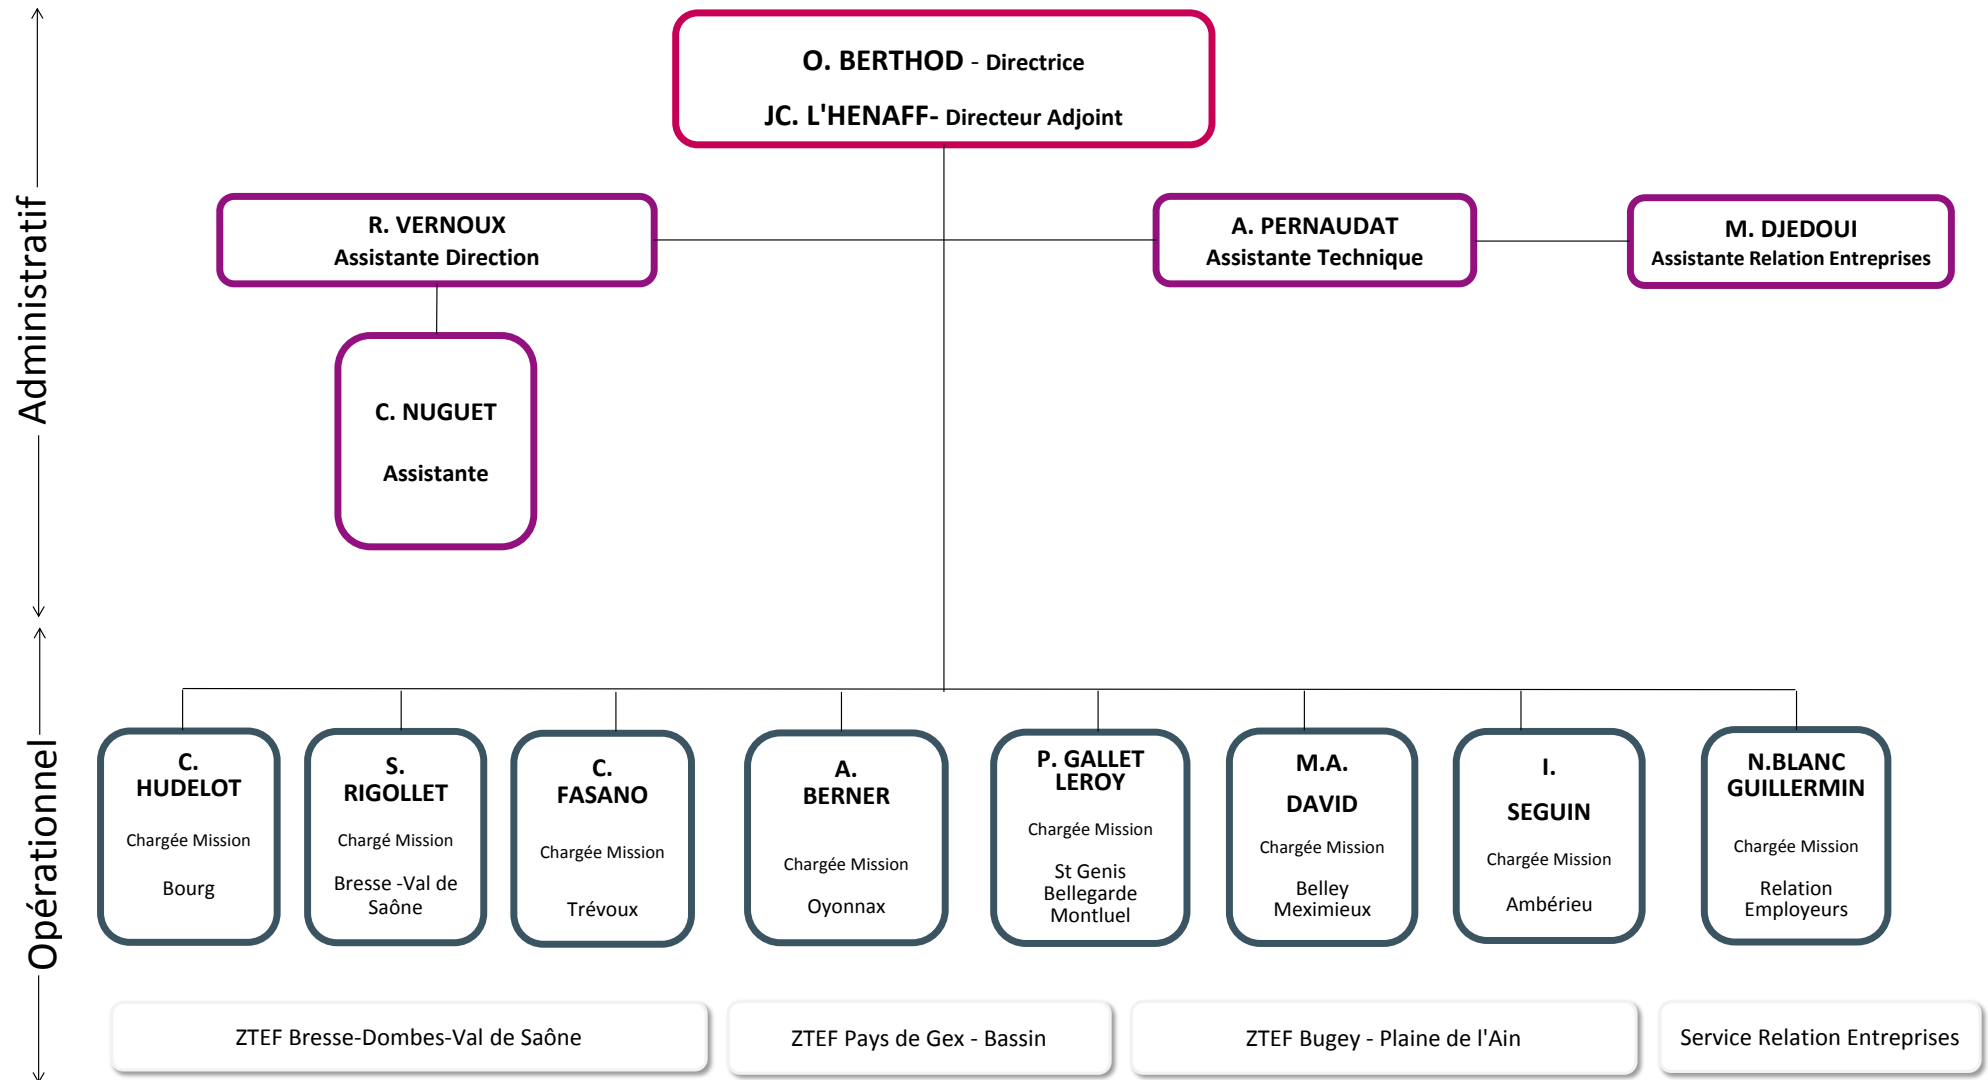 Administratif
O. BERTHOD - Directrice
JC. L'HENAFF- Directeur Adjoint
R. VERNOUX
Assistante Direction
A. PERNAUDAT
Assistante Technique
M. DJEDOUI
Assistante Relation Entreprises
C. NUGUET
Assistante
Opérationnel
C.
HUDELOT
Chargée Mission
Bourg
S.
RIGOLLET
Chargé Mission
Bresse -Val de
Saône
C.
FASANO
Chargée Mission
Trévoux
A.
BERNER
Chargée Mission
Oyonnax
P. GALLET
LEROY
Chargée Mission
St Genis
Bellegarde
Montluel
M.A.
DAVID
Chargée Mission
Belley
Meximieux
I.
SEGUIN
Chargée Mission
Ambérieu
N.BLANC
GUILLERMIN
Chargée Mission
Relation
Employeurs
ZTEF Bresse-Dombes-Val de Saône
ZTEF Pays de Gex - Bassin
ZTEF Bugey - Plaine de l'Ain
Service Relation Entreprises